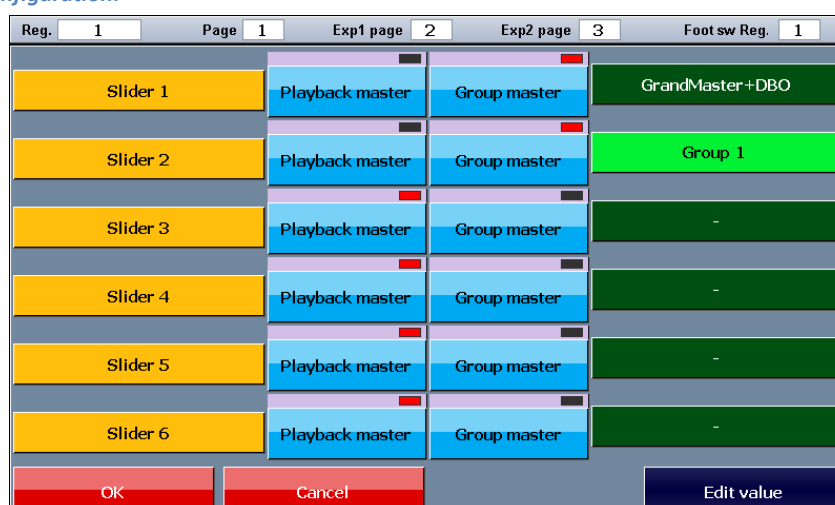 Reg. 1 Page 1 Exp1 page 2 Exp2 page 3 Foot sw Reg. 1
Slider 1 Playback master Group master GrandMaster+DBO
Slider 2 Playback master Group master Group 1
Slider 3 Playback master Group master -
Slider 4 Playback master Group master -
Slider 5 Playback master Group master -
Slider 6 Playback master Group master -
OK Cancel Edit value